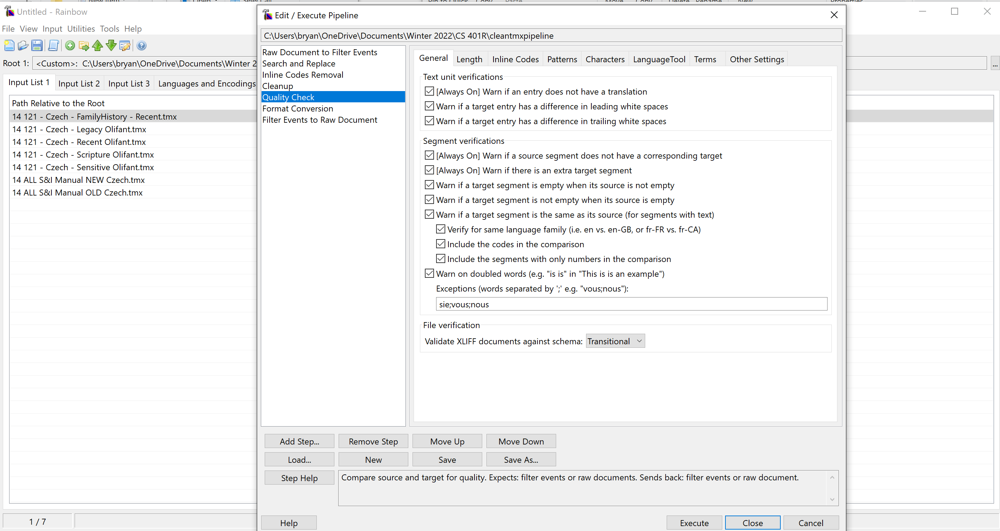 New Item
Open
Select all
Pin to Quick
Copy
Paste
Move
Copy
Delete
Rename
New
Properties
Untitled - Rainbow
File View Input Utilities Tools Help
Root 1: <Custom>: C:\Users\bryan\OneDrive\Documents\Winter 2
...
Input List 1 Input List 2 Input List 3 Languages and Encodings
Path Relative to the Root
14 121 - Czech - FamilyHistory - Recent.tmx
14 121 - Czech - Legacy Olifant.tmx
14 121 - Czech - Recent Olifant.tmx
14 121 - Czech - Scripture Olifant.tmx
14 121 - Czech - Sensitive Olifant.tmx
14 ALL S&I Manual NEW Czech.tmx
14 ALL S&I Manual OLD Czech.tmx
1 / 7
Edit / Execute Pipeline
C:\Users\bryan\OneDrive\Documents\Winter 2022\CS 401R\cleantmxpipeline
Raw Document to Filter Events
Search and Replace
Inline Codes Removal
Cleanup
Quality Check
Format Conversion
Filter Events to Raw Document
General Length Inline Codes Patterns Characters LanguageTool Terms Other Settings
Text unit verifications
[Always On] Warn if an entry does not have a translation
Warn if a target entry has a difference in leading white spaces
Warn if a target entry has a difference in trailing white spaces
Segment verifications
[Always On] Warn if a source segment does not have a corresponding target
[Always On] Warn if there is an extra target segment
Warn if a target segment is empty when its source is not empty
Warn if a target segment is not empty when its source is empty
Warn if a target segment is the same as its source (for segments with text)
Verify for same language family (i.e. en vs. en-GB, or fr-FR vs. fr-CA)
Include the codes in the comparison
Include the segments with only numbers in the comparison
Warn on doubled words (e.g. "is is" in "This is is an example")
Exceptions (words separated by ';' e.g. "vous;nous"):
sie;vous;nous
File verification
Validate XLIFF documents against schema: Transitional
Add Step... Remove Step Move Up Move Down
Load... New Save Save As...
Step Help
Compare source and target for quality. Expects: filter events or raw documents. Sends back: filter events or raw document.
Help Execute Close Cancel